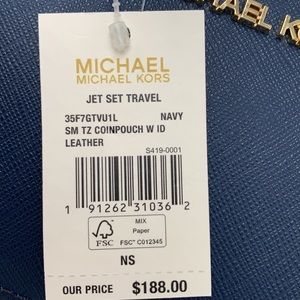 MICHAEL KORS
MICHAEL
MICHAEL KORS
JET SET TRAVEL
35F7GTVU1L NAVY
SM TZ COINPOUCH W ID
LEATHER
S419-0001
1 91262 31036 2
FSC
MIX
Paper
FSC™ C012345
NS
OUR PRICE $188.00